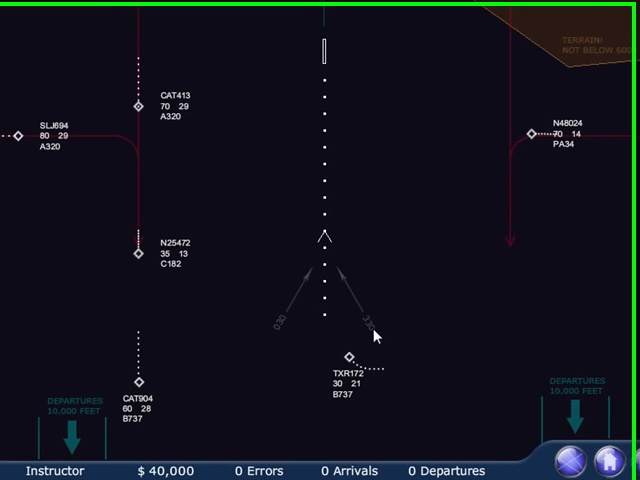 TERRAIN!
NOT BELOW 600
CAT413
70 29
A320
SLJ694
80 29
A320
N48024
70 14
PA34
N25472
35 13
C182
030
330
TXR172
30 21
B737
CAT904
60 28
B737
DEPARTURES
10,000 FEET
DEPARTURES
10,000 FEET
Instructor
$ 40,000
0 Errors
0 Arrivals
0 Departures